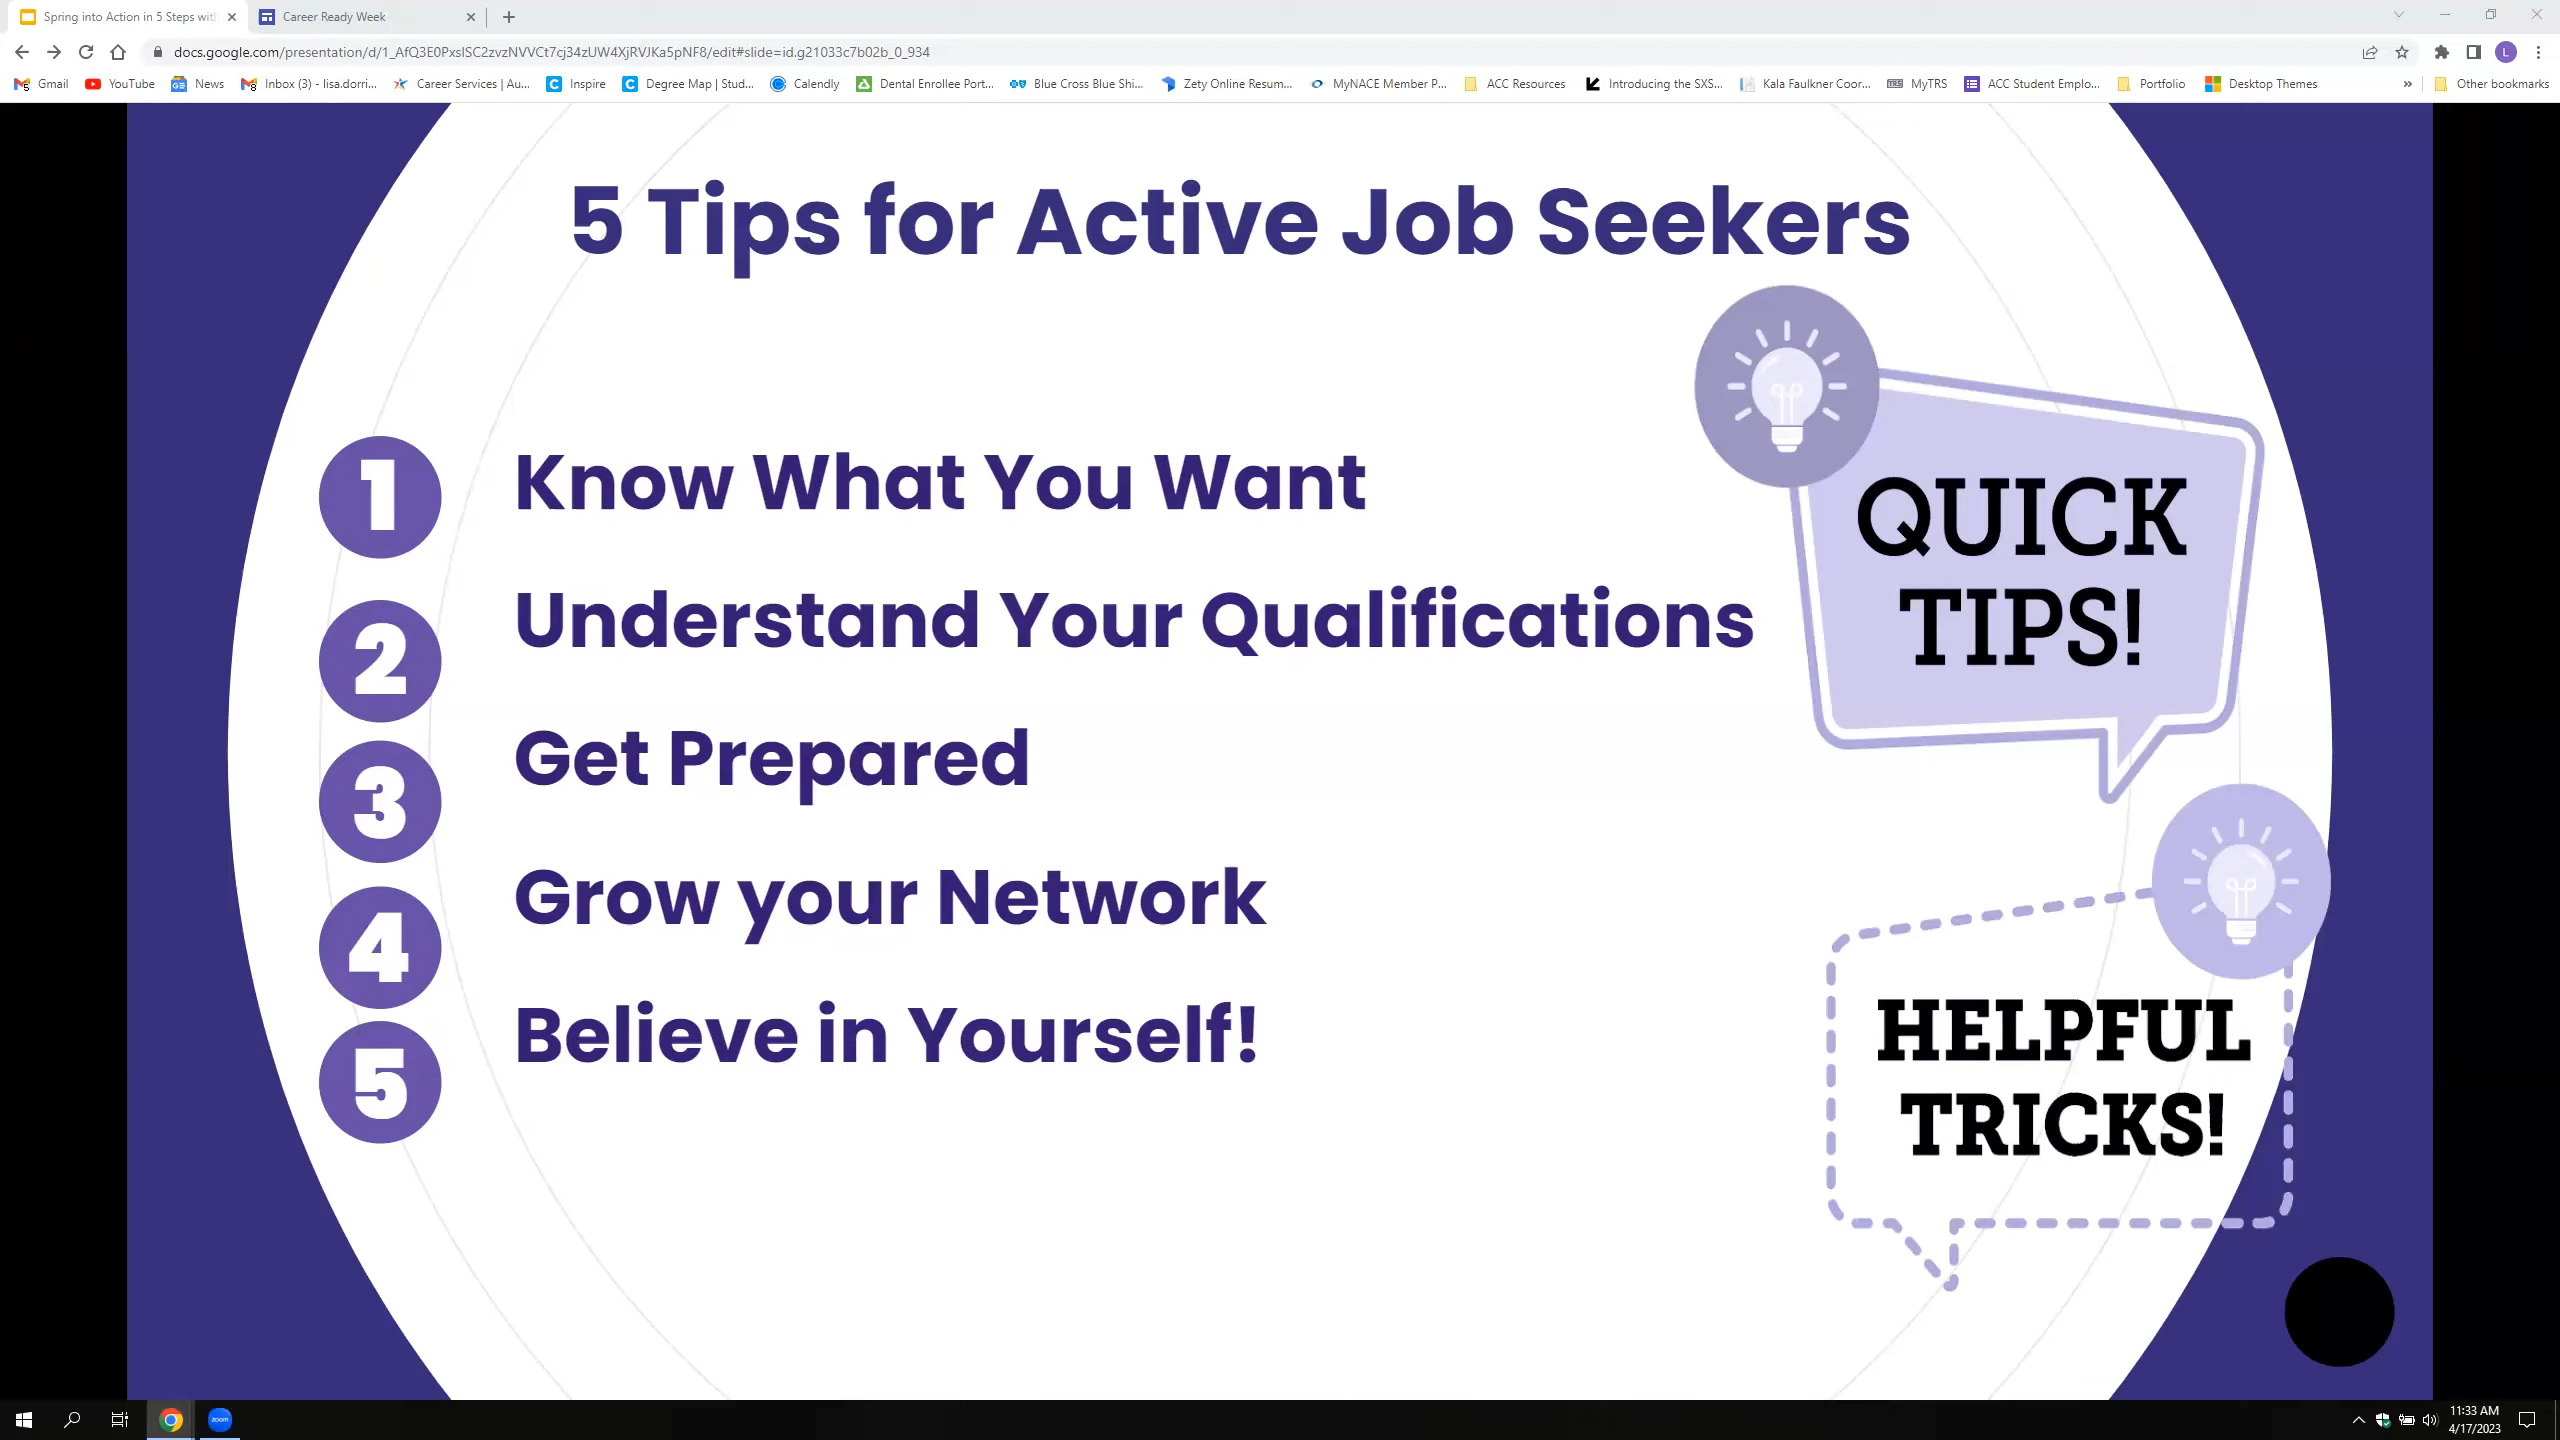 Spring into Action in 5 Steps with
Career Ready Week
docs.google.com/presentation/d/1_AfQ3E0PxsISC2zvzNVVCt7cj34zUW4XjRVJKa5pNF8/edit#slide=id.g21033c7b02b_0_934
Gmail YouTube News Inbox (3) - lisa.dorri... Career Services | Au... Inspire Degree Map | Stud... Calendly Dental Enrollee Port... Blue Cross Blue Shi... Zety Online Resum... MyNACE Member P... ACC Resources Introducing the SXS... Kala Faulkner Coor... MyTRS ACC Student Emplo... Portfolio Desktop Themes » Other bookmarks
5 Tips for Active Job Seekers
1 Know What You Want
2 Understand Your Qualifications
3 Get Prepared
4 Grow your Network
5 Believe in Yourself!
QUICK
TIPS!
HELPFUL
TRICKS!
zoom
11:33 AM
4/17/2023